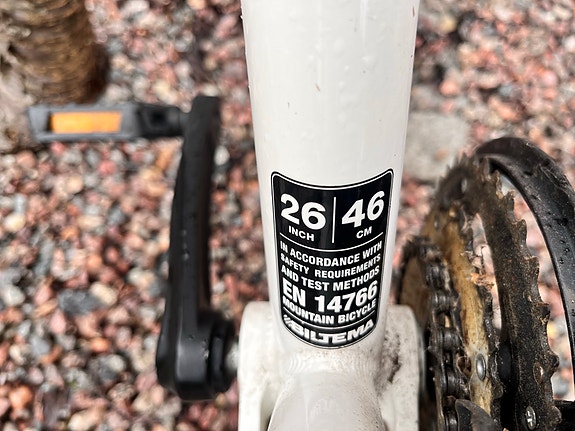 26 46
INCH CM
IN ACCORDANCE WITH
SAFETY REQUIREMENTS
AND TEST METHODS
EN 14766
MOUNTAIN BICYCLE
BILTEMA